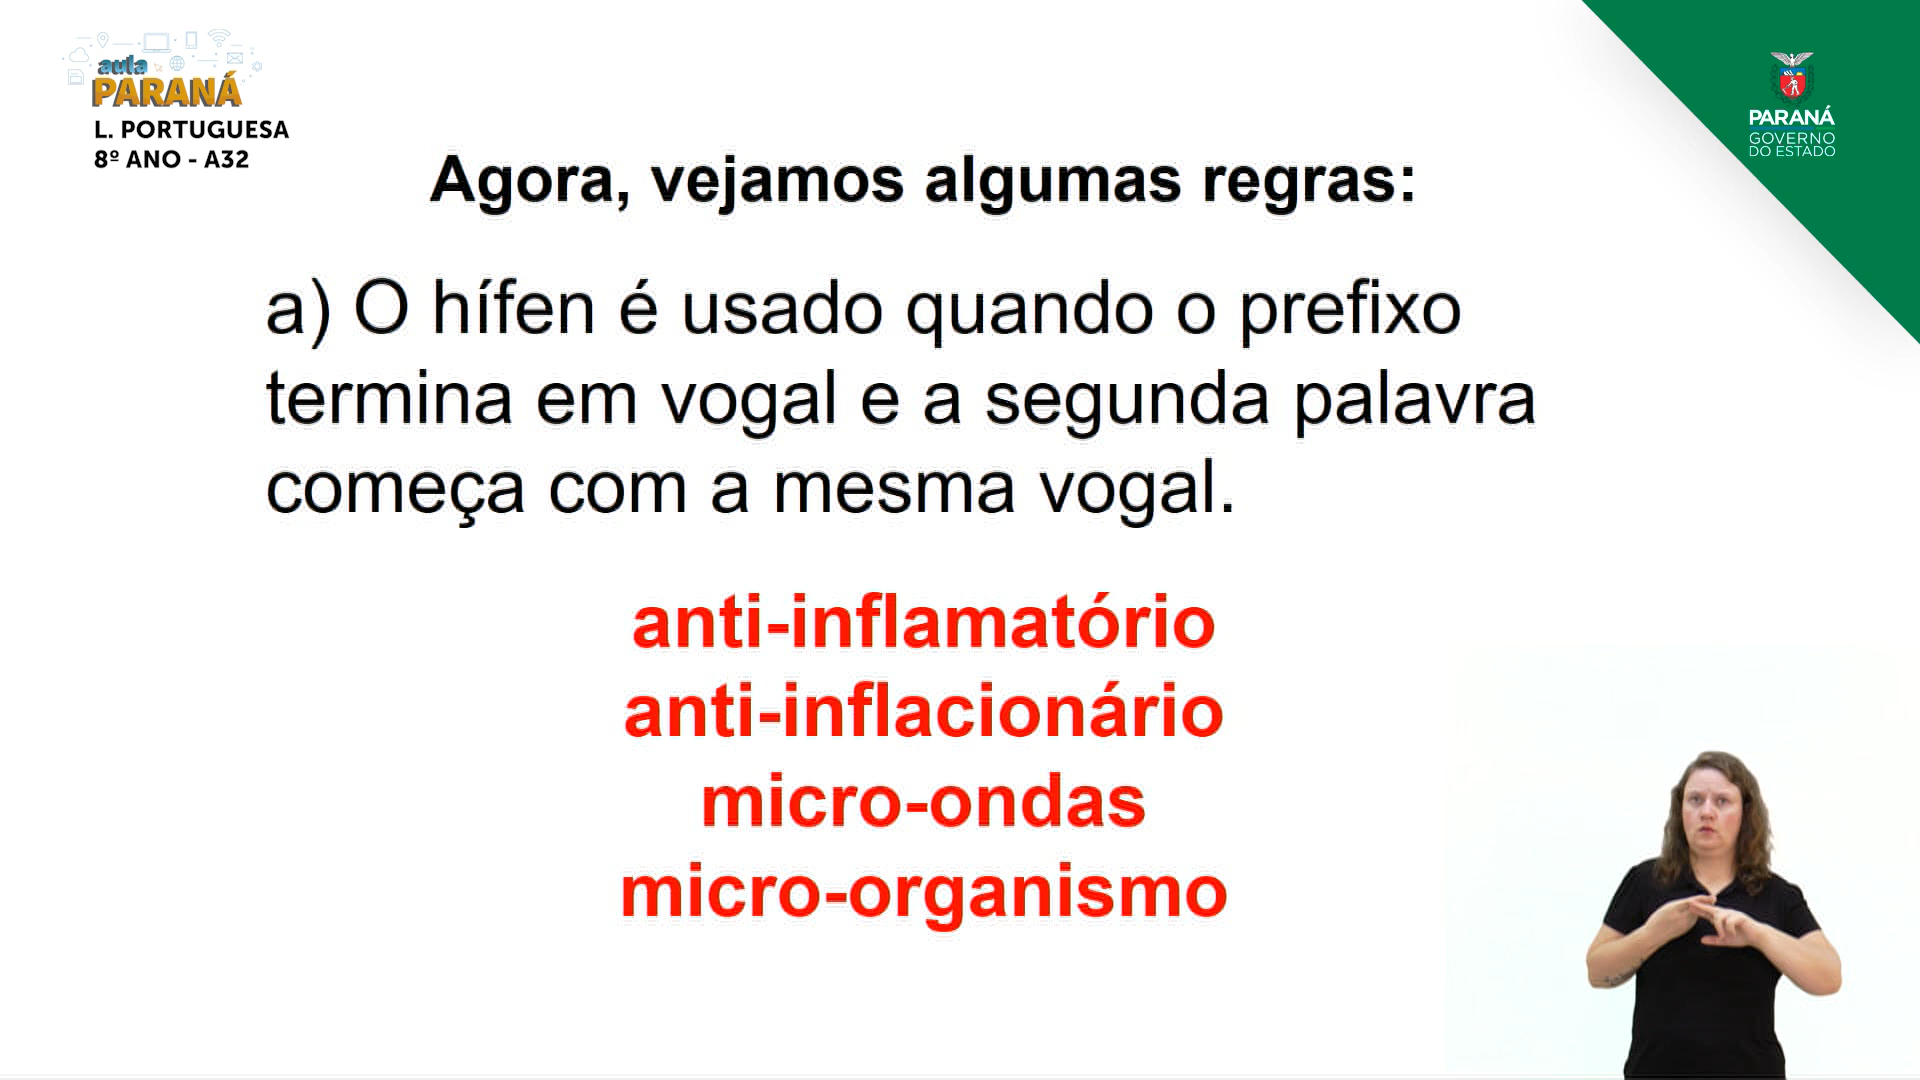 aula
PARANÁ
L. PORTUGUESA
8º ANO - A32
PARANÁ
GOVERNO
DO ESTADO
Agora, vejamos algumas regras:
a) O hífen é usado quando o prefixo
termina em vogal e a segunda palavra
começa com a mesma vogal.
anti-inflamatório
anti-inflacionário
micro-ondas
micro-organismo